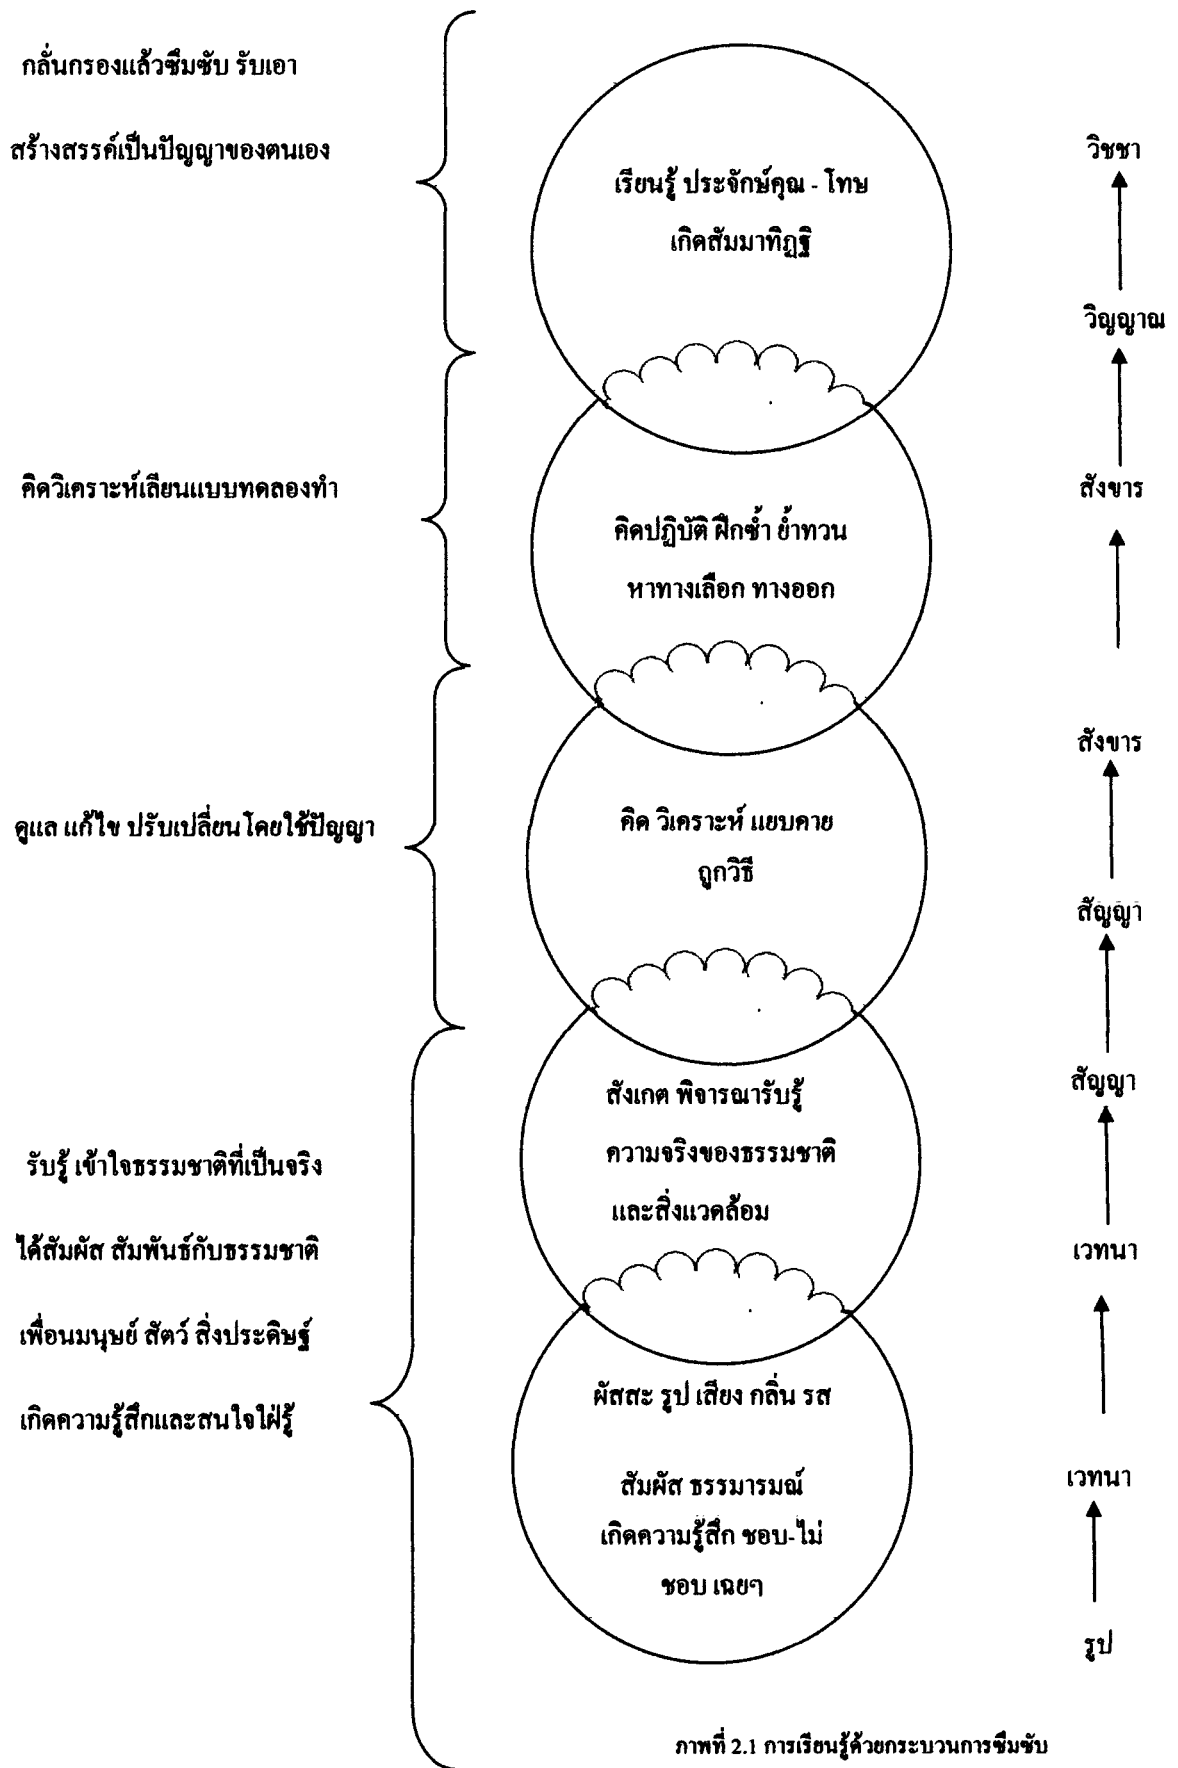 กลั่นกรองแล้วซึมซับ รับเอา
สร้างสรรค์เป็นปัญญาของตนเอง
เรียนรู้ ประจักษ์คุณ - โทษ
เกิดสัมมาทิฏฐิ
วิชชา
วิญญาณ
คิดวิเคราะห์เลียนแบบทดลองทำ
คิดปฏิบัติ ฝึกซ้ำ ย้ำทวน
หาทางเลือก ทางออก
สังขาร
สังขาร
ดูแล แก้ไข ปรับเปลี่ยนโดยใช้ปัญญา
คิด วิเคราะห์ แยบคาย
ถูกวิธี
สัญญา
รับรู้ เข้าใจธรรมชาติที่เป็นจริง
ได้สัมผัส สัมพันธ์กับธรรมชาติ
เพื่อนมนุษย์ สัตว์ สิ่งประดิษฐ์
เกิดความรู้สึกและสนใจใฝ่รู้
สังเกต พิจารณารับรู้
ความจริงของธรรมชาติ
และสิ่งแวดล้อม
สัญญา
เวทนา
ผัสสะ รูป เสียง กลิ่น รส
สัมผัส ธรรมารมณ์
เกิดความรู้สึก ชอบ-ไม่
ชอบ เฉยๆ
เวทนา
รูป
ภาพที่ 2.1 การเรียนรู้ด้วยกระบวนการซึมซับ